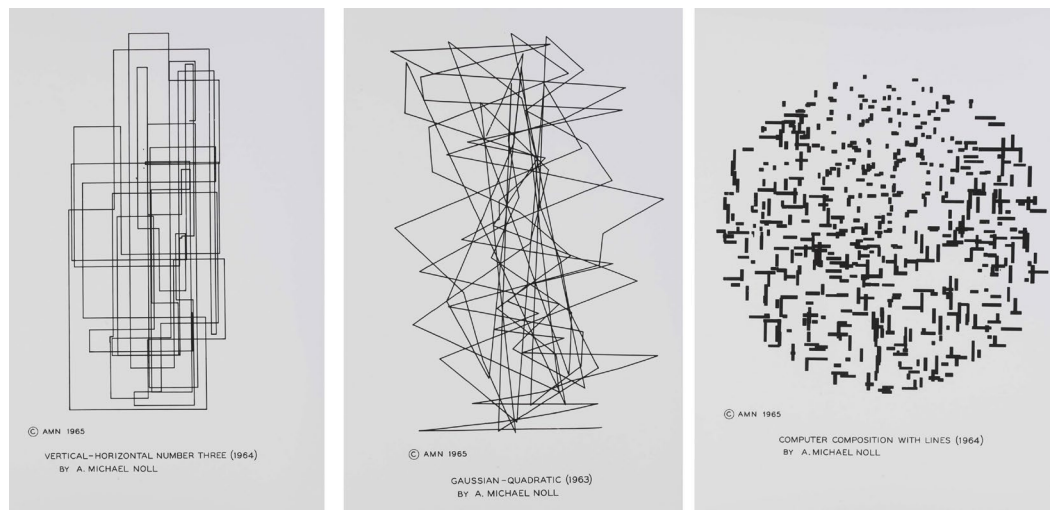 © AMN 1965
VERTICAL-HORIZONTAL NUMBER THREE (1964)
BY A. MICHAEL NOLL
© AMN 1965
GAUSSIAN-QUADRATIC (1963)
BY A. MICHAEL NOLL
© AMN 1965
COMPUTER COMPOSITION WITH LINES (1964)
BY A. MICHAEL NOLL